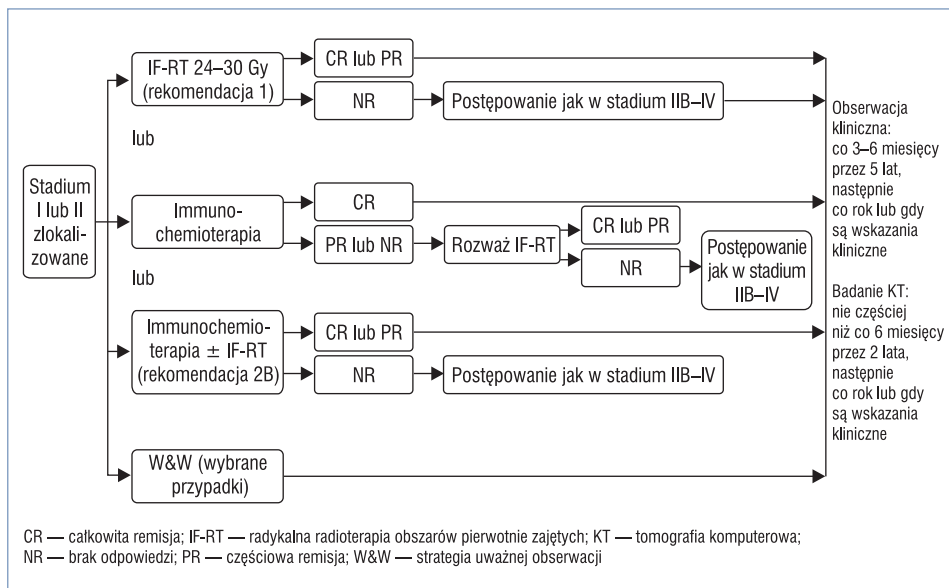 Stadium
I lub II
zlokali-
zowane
IF-RT 24–30 Gy
(rekomendacja 1)
CR lub PR
NR
Postępowanie jak w stadium IIB–IV
lub
Immuno-
chemioterapia
CR
PR lub NR
Rozważ IF-RT
CR lub PR
NR
Postępowanie
jak w stadium
IIB–IV
lub
Immunochemio-
terapia ± IF-RT
(rekomendacja 2B)
CR lub PR
NR
Postępowanie jak w stadium IIB–IV
W&W (wybrane
przypadki)
Obserwacja
kliniczna:
co 3–6 miesięcy
przez 5 lat,
następnie
co rok lub gdy
są wskazania
kliniczne
Badanie KT:
nie częściej
niż co 6 miesięcy
przez 2 lata,
następnie
co rok lub gdy
są wskazania
kliniczne
CR — całkowita remisja; IF-RT — radykalna radioterapia obszarów pierwotnie zajętych; KT — tomografia komputerowa;
NR — brak odpowiedzi; PR — częściowa remisja; W&W — strategia uważnej obserwacji